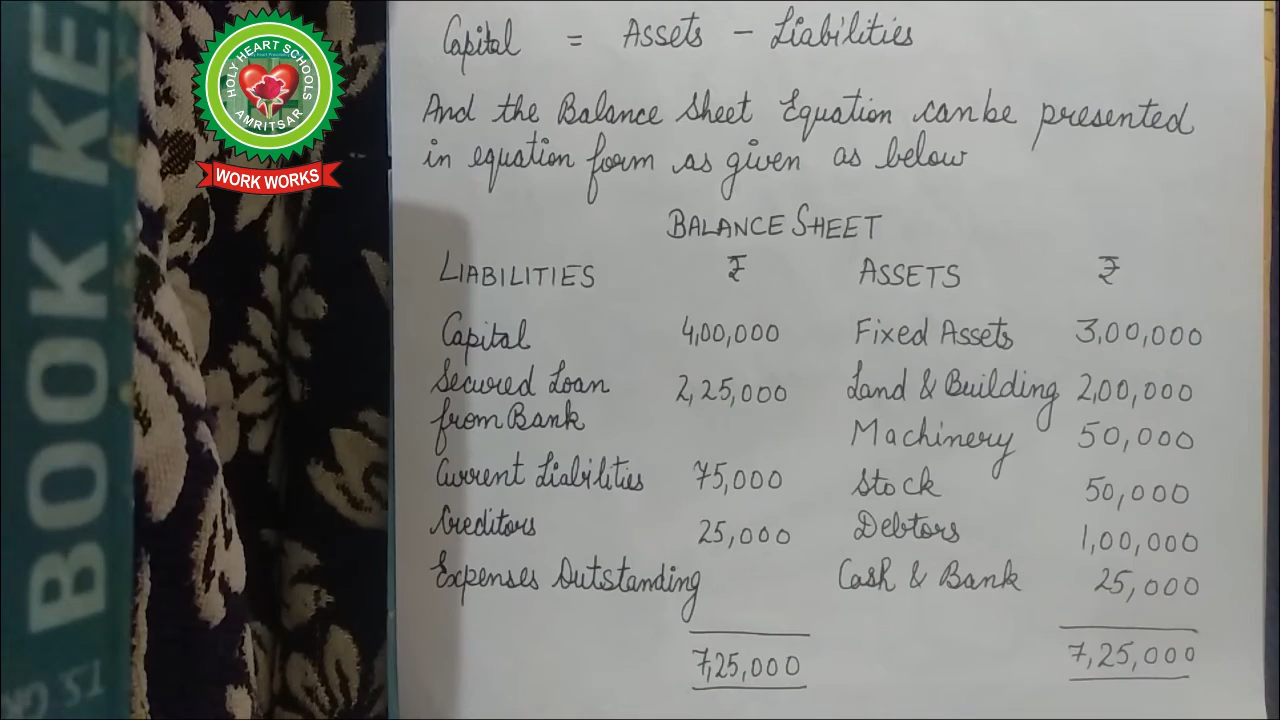 BOOK KE
HOLY HEART SCHOOLS
AMRITSAR
WORK WORKS
Capital = Assets - Liabilities
And the Balance Sheet Equation can be presented
in equation form as given as below
BALANCE SHEET
LIABILITIES ₹ ASSETS ₹
Capital 4,00,000 Fixed Assets 3,00,000
Secured Loan 2,25,000 Land & Building 2,00,000
from Bank
Machinery 50,000
Current Liabilities 75,000 Stock 50,000
Creditors 25,000 Debtors 1,00,000
Expenses Outstanding Cash & Bank 25,000
7,25,000 7,25,000